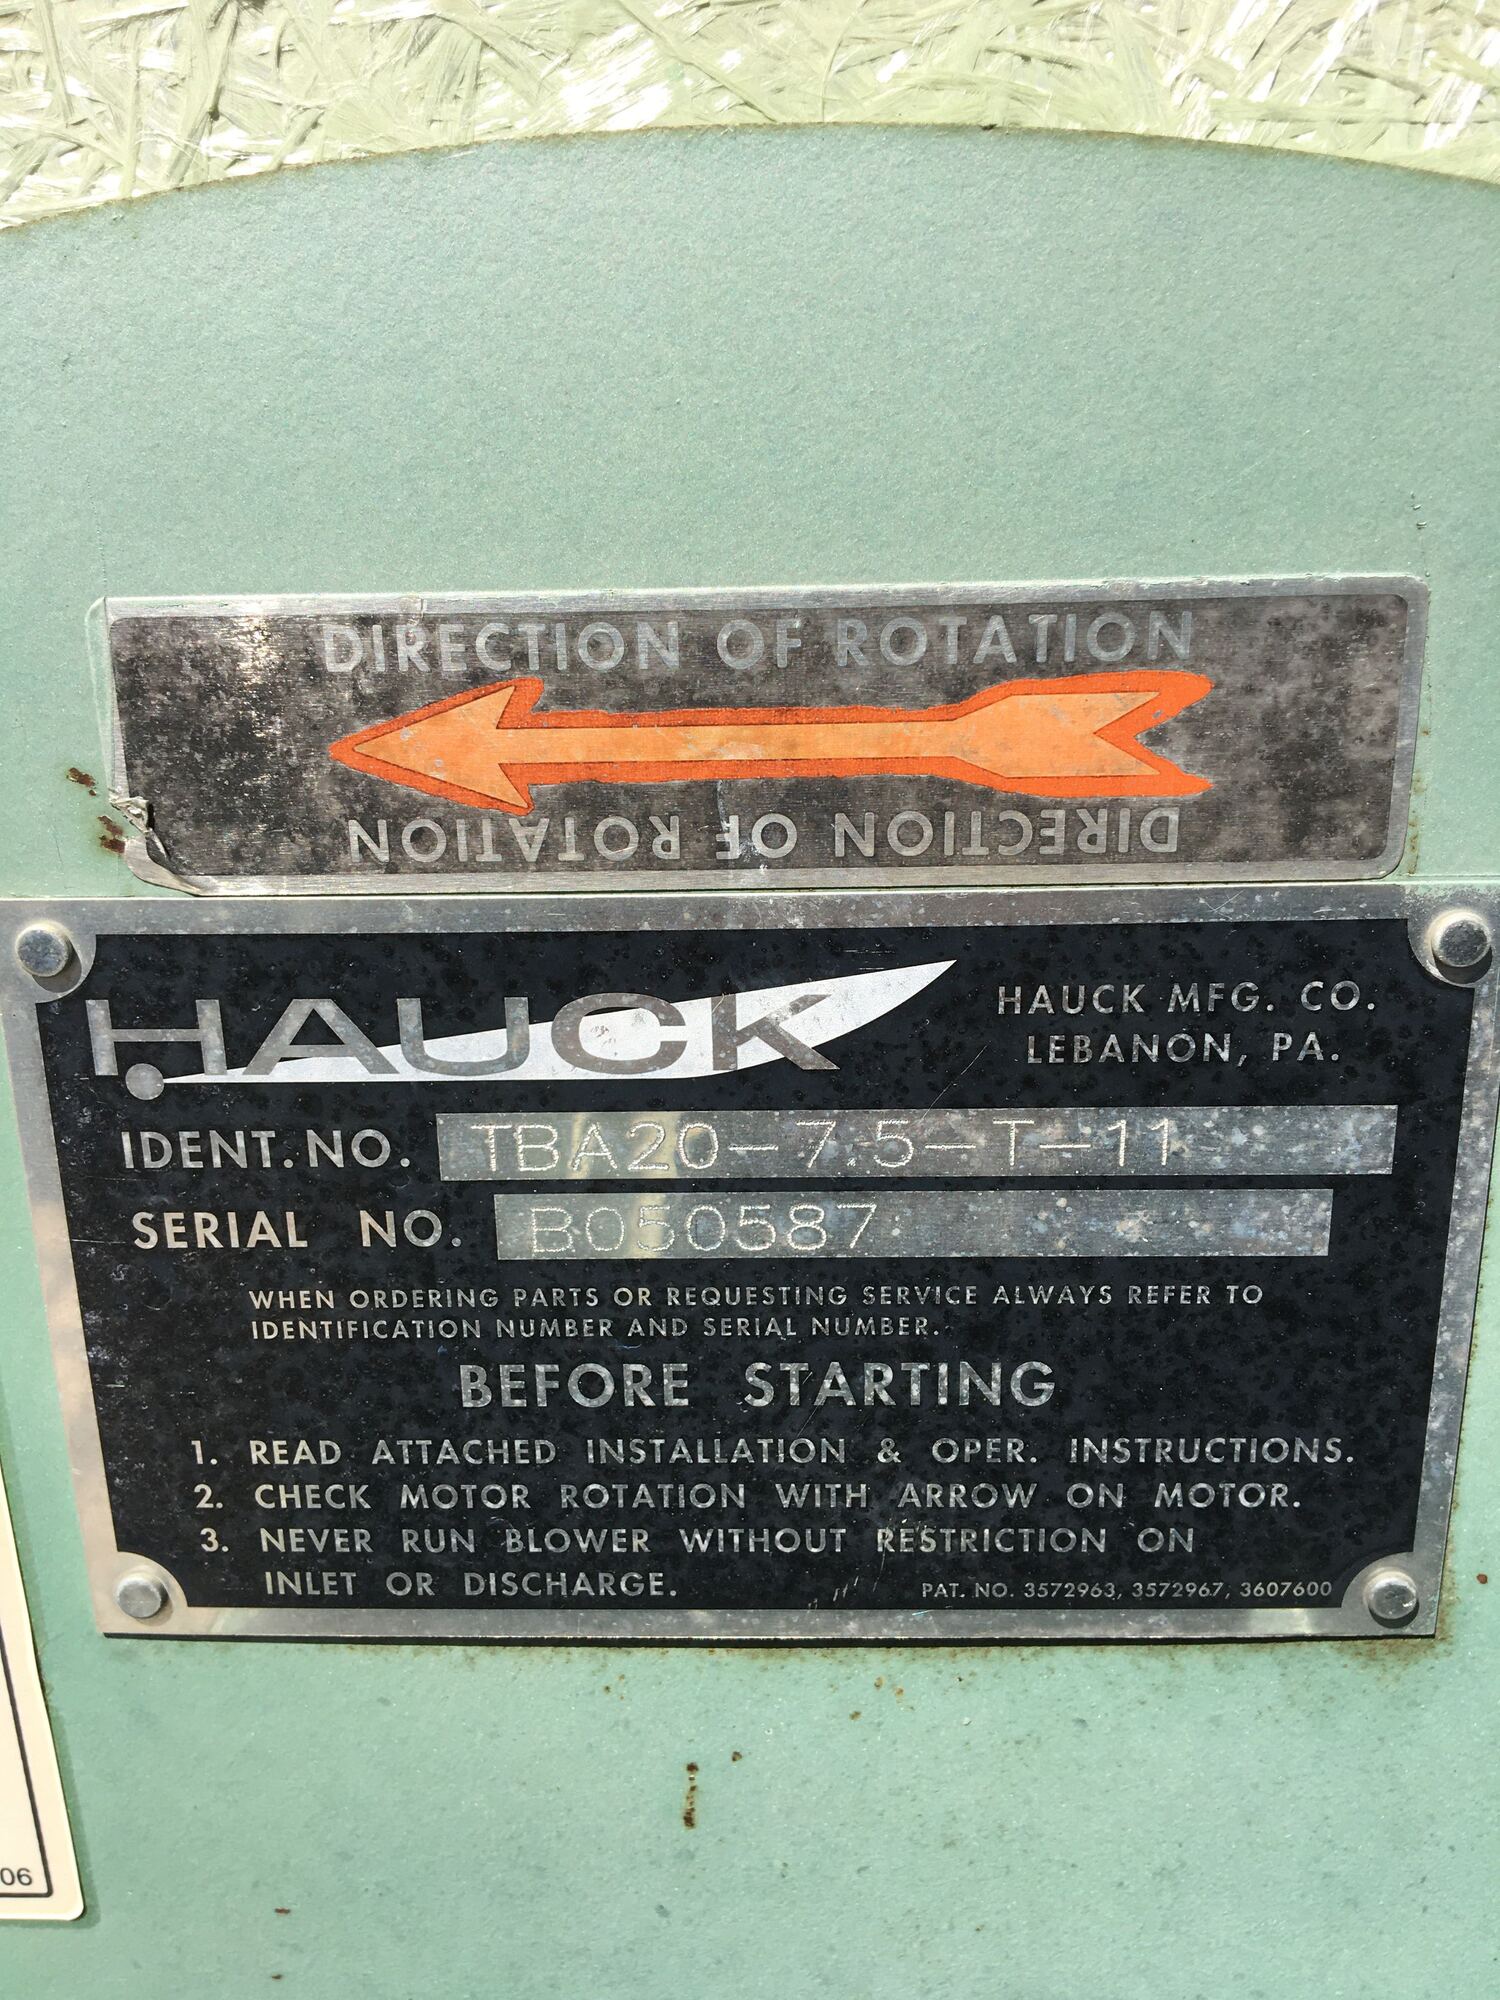 DIRECTION OF ROTATION
DIRECTION OF ROTATION
HAUCK
HAUCK MFG. CO.
LEBANON, PA.
IDENT. NO. TBA20-7.5-T-11
SERIAL NO. B050587
WHEN ORDERING PARTS OR REQUESTING SERVICE ALWAYS REFER TO
IDENTIFICATION NUMBER AND SERIAL NUMBER.
BEFORE STARTING
1. READ ATTACHED INSTALLATION & OPER. INSTRUCTIONS.
2. CHECK MOTOR ROTATION WITH ARROW ON MOTOR.
3. NEVER RUN BLOWER WITHOUT RESTRICTION ON
INLET OR DISCHARGE.
PAT. NO. 3572963, 3572967, 3607600
06